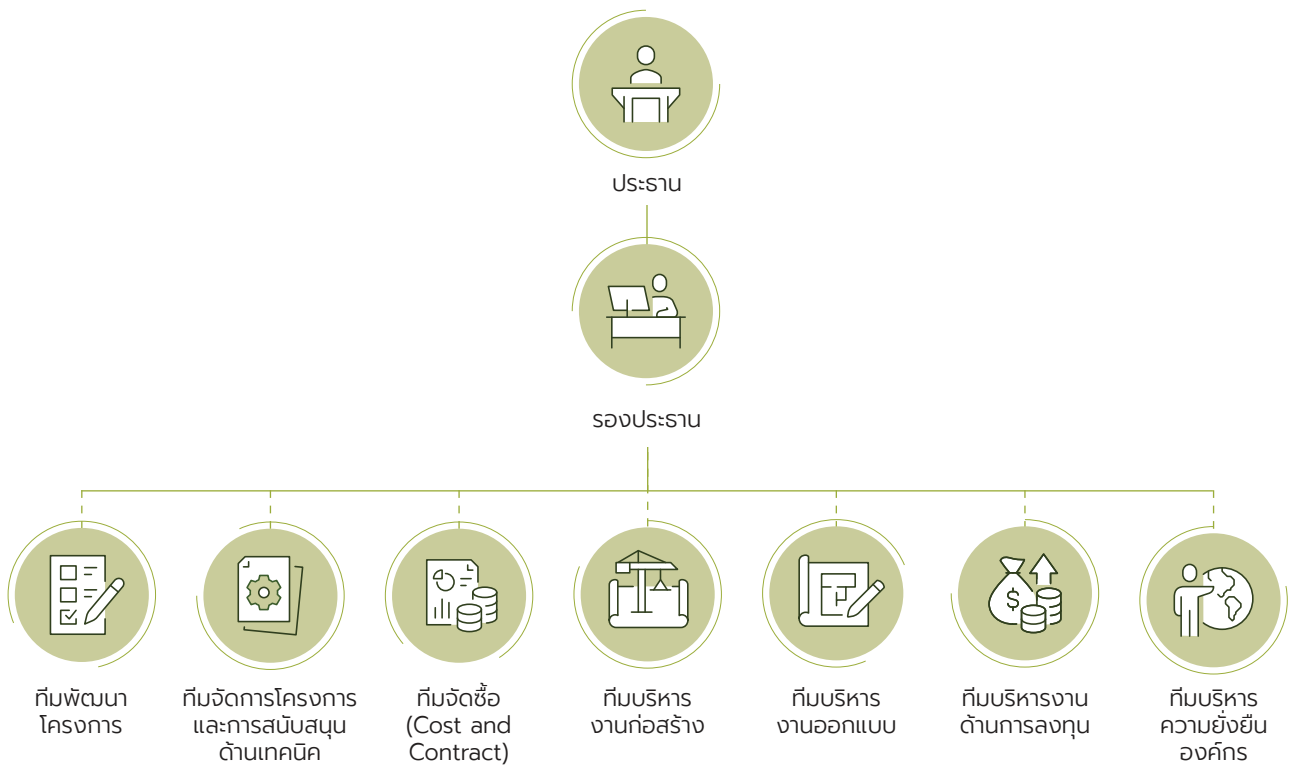 ประธาน
รองประธาน
ทีมพัฒนา
โครงการ
ทีมจัดการโครงการ
และการสนับสนุน
ด้านเทคนิค
ทีมจัดซื้อ
(Cost and
Contract)
ทีมบริหาร
งานก่อสร้าง
ทีมบริหาร
งานออกแบบ
$
ทีมบริหารงาน
ด้านการลงทุน
ทีมบริหาร
ความยั่งยืน
องค์กร